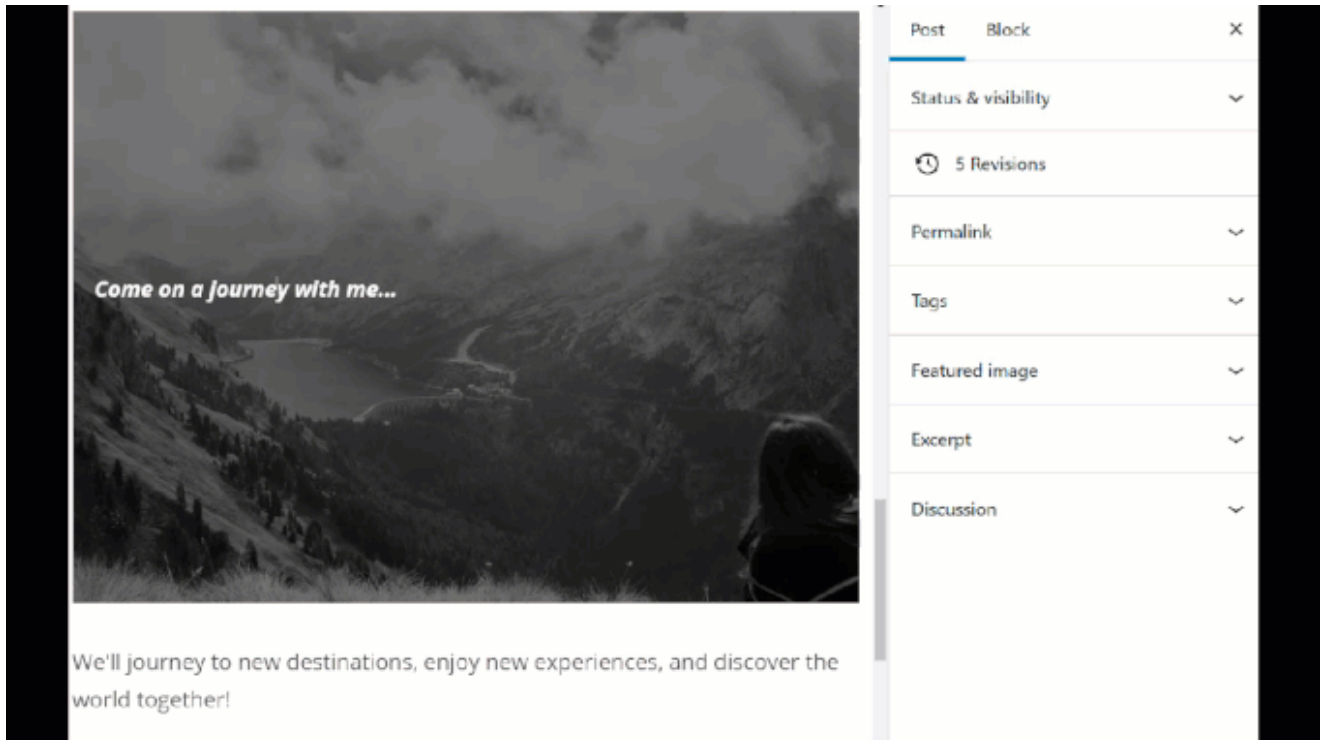 Post Block
Status & visibility
5 Revisions
Permalink
Come on a journey with me...
Tags
Featured image
Excerpt
Discussion
We'll journey to new destinations, enjoy new experiences, and discover the
world together!